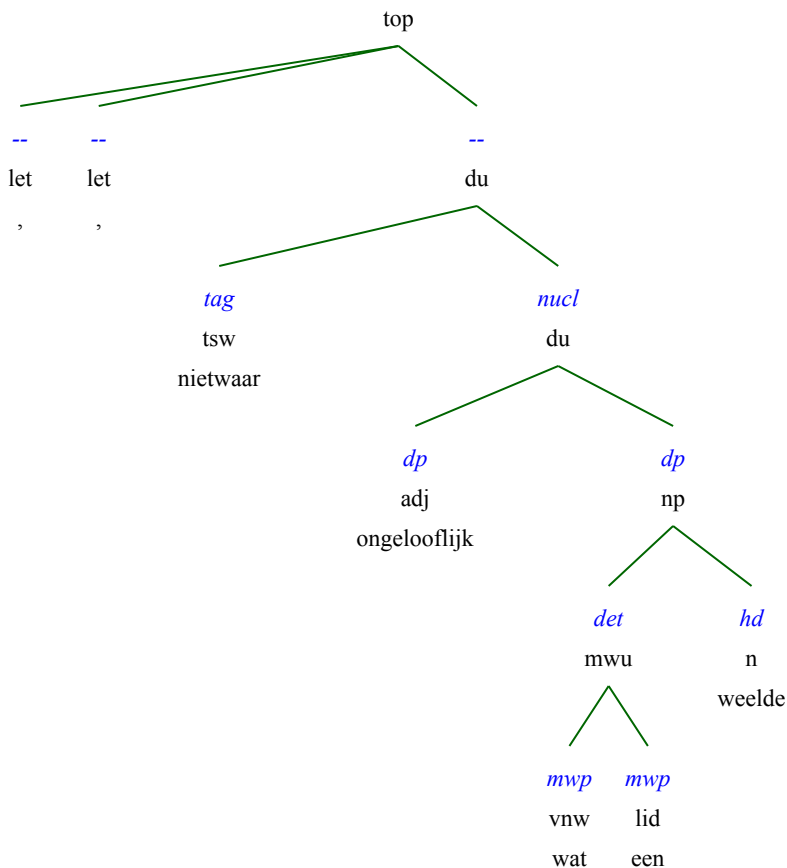 top
-- -- --
let let du
, ,
tag nucl
tsw du
nietwaar
dp dp
adj np
ongelooflijk
det hd
mwu n
weelde
mwp mwp
vnw lid
wat een